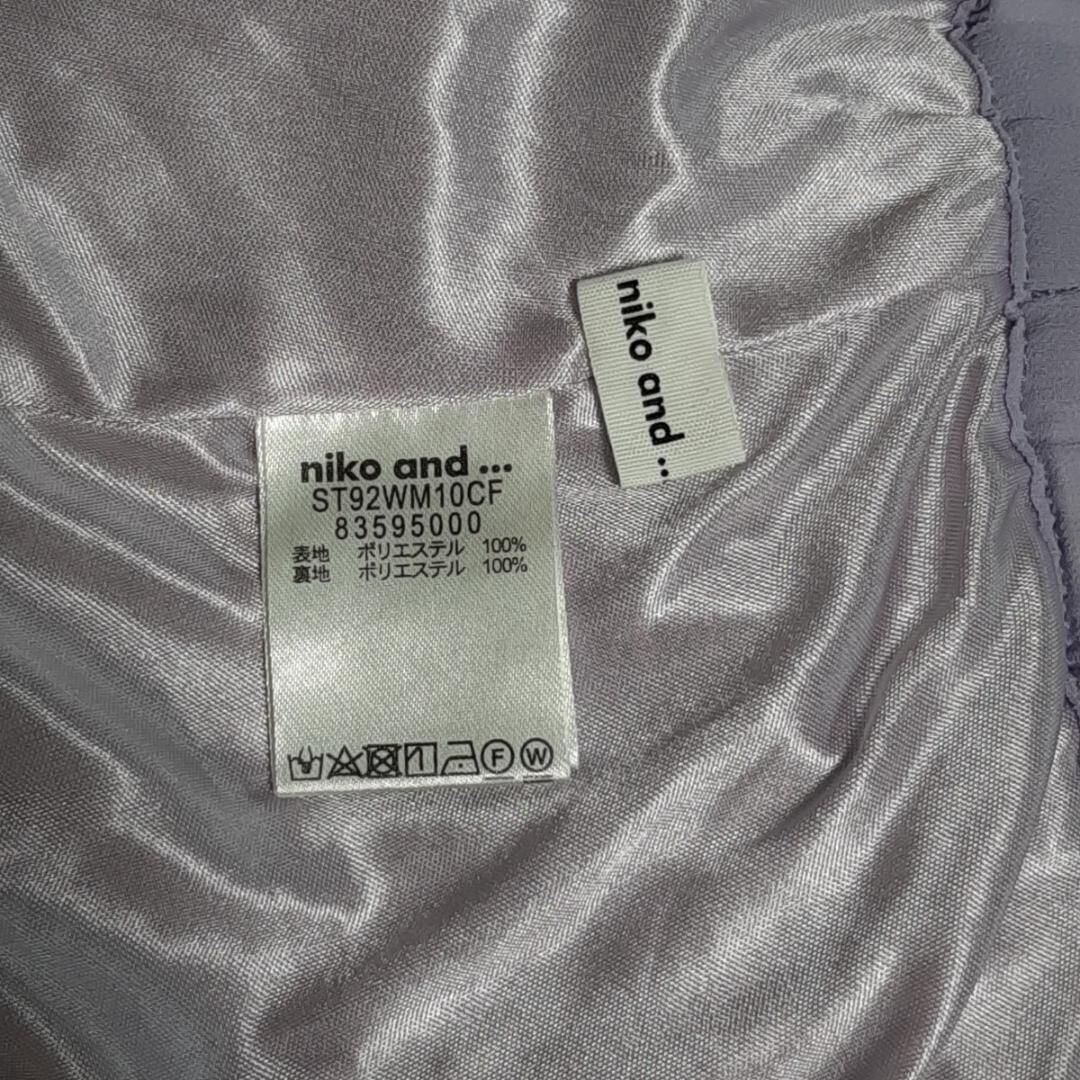 niko and ...
niko and ...
ST92WM10CF
83595000
表地 ポリエステル 100%
裏地 ポリエステル 100%
F W